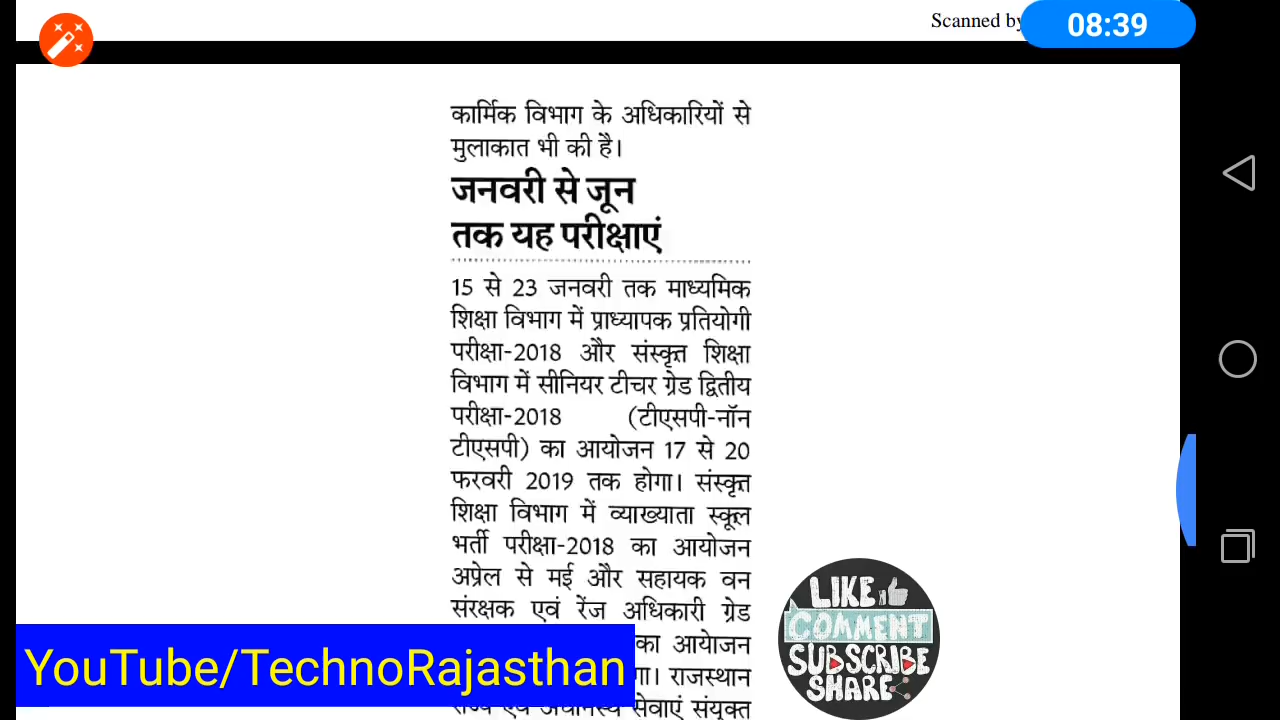 Scanned by
08:39
कार्मिक विभाग के अधिकारियों से
मुलाकात भी की है।
जनवरी से जून
तक यह परीक्षाएं
15 से 23 जनवरी तक माध्यमिक
शिक्षा विभाग में प्राध्यापक प्रतियोगी
परीक्षा-2018 और संस्कृत शिक्षा
विभाग में सीनियर टीचर ग्रेड द्वितीय
परीक्षा-2018 (टीएसपी-नॉन
टीएसपी) का आयोजन 17 से 20
फरवरी 2019 तक होगा। संस्कृत
शिक्षा विभाग में व्याख्याता स्कूल
भर्ती परीक्षा-2018 का आयोजन
अप्रेल से मई और सहायक वन
संरक्षक एवं रेंज अधिकारी ग्रेड
का आयोजन
राजस्थान
सेवाएं संयुक्त
YouTube/TechnoRajasthan
LIKE
COMMENT
SUBSCRIBE
SHARE